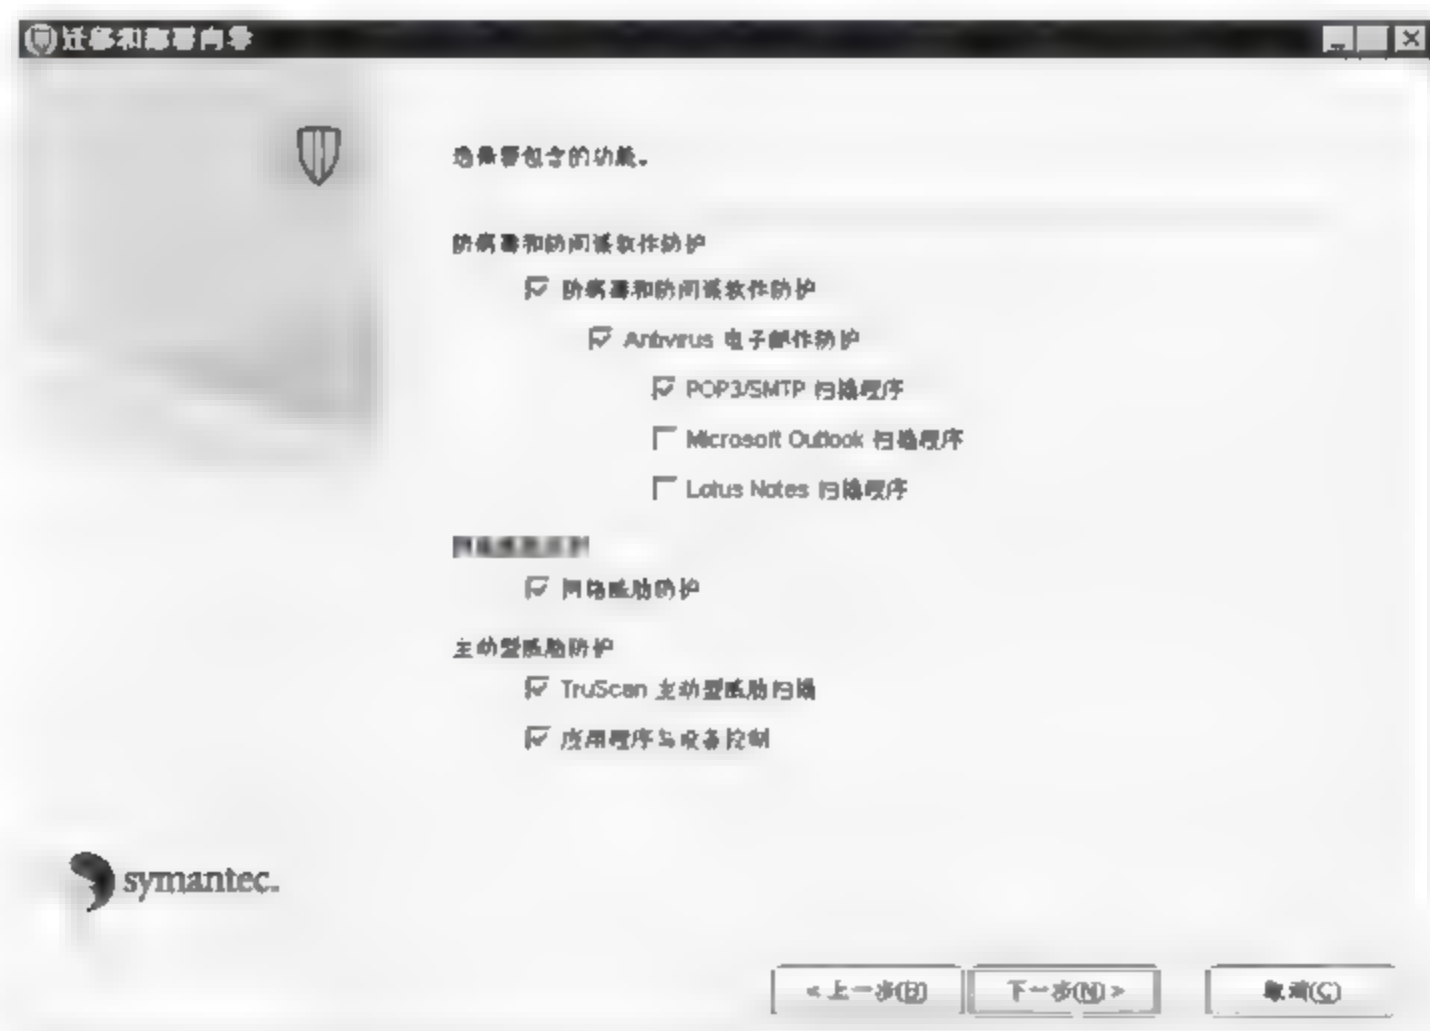 迁移和部署向导
选择要包含的功能。
防病毒和防间谍软件防护
防病毒和防间谍软件防护
Antivirus 电子邮件防护
POP3/SMTP 扫描程序
Microsoft Outlook 扫描程序
Lotus Notes 扫描程序
网络威胁防护
主动型威胁防护
TruScan 主动型威胁扫描
应用程序与设备控制
symantec.
<上一步(B)
下一步(N)>
取消(C)